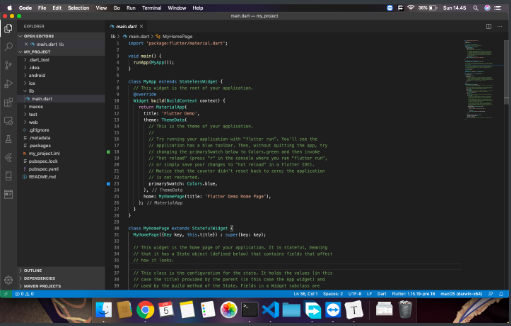 Code File Edit Selection View Go Run Terminal Window Help
38% Sun 14.45
main.dart — my_project
EXPLORER
OPEN EDITORS
main.dart lib
MY_PROJECT
.dart_tool
.idea
android
ios
lib
main.dart
macos
test
web
.gitignore
.metadata
.packages
my_project.iml
pubspec.lock
pubspec.yaml
README.md
OUTLINE
DEPENDENCIES
MAVEN PROJECTS
main.dart
lib > main.dart > MyHomePage
import 'package:flutter/material.dart';
void main() {
runApp(MyApp());
}
class MyApp extends StatelessWidget {
// This widget is the root of your application.
@override
Widget build(BuildContext context) {
return MaterialApp(
title: 'Flutter Demo',
theme: ThemeData(
// This is the theme of your application.
//
// Try running your application with "flutter run". You'll see the
// application has a blue toolbar. Then, without quitting the app, try
// changing the primarySwatch below to Colors.green and then invoke
// "hot reload" (press "r" in the console where you ran "flutter run",
// or simply save your changes to "hot reload" in a Flutter IDE).
// Notice that the counter didn't reset back to zero; the application
// is not restarted.
primarySwatch: Colors.blue,
), // ThemeData
home: MyHomePage(title: 'Flutter Demo Home Page'),
); // MaterialApp
}
}
class MyHomePage extends StatefulWidget {
MyHomePage({Key key, this.title}) : super(key: key);
// This widget is the home page of your application. It is stateful, meaning
// that it has a State object (defined below) that contains fields that affect
// how it looks.
// This class is the configuration for the state. It holds the values (in this
// case the title) provided by the parent (in this case the App widget) and
// used by the build method of the State. Fields in a Widget subclass are
Spaces: 2 UTF-8 LF Dart